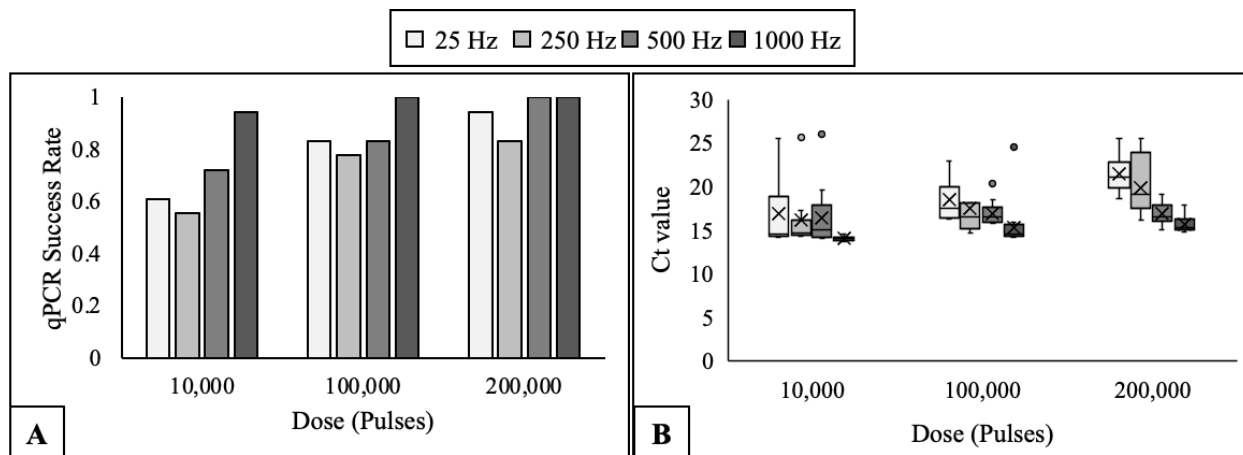 25 Hz 250 Hz 500 Hz 1000 Hz
qPCR Success Rate
1
0.8
0.6
0.4
0.2
0
10,000 100,000 200,000
Dose (Pulses)
A
Ct value
30
25
20
15
10
5
0
10,000 100,000 200,000
Dose (Pulses)
B